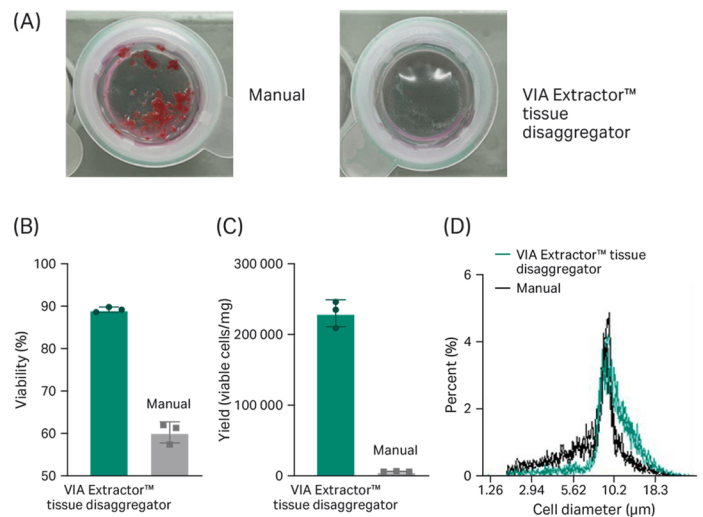 (A)
Manual
VIA Extractor™
tissue
disaggregator
(B)
(C)
(D)
Viability (%)
100
90
80
70
60
50
Manual
VIA Extractor™
tissue disaggregator
Yield (viable cells/mg)
300 000
200 000
100 000
0
Manual
VIA Extractor™
tissue disaggregator
VIA Extractor™ tissue
disaggregator
Manual
Percent (%)
6
4
2
0
1.26 2.94 5.62 10.2 18.3
Cell diameter (µm)